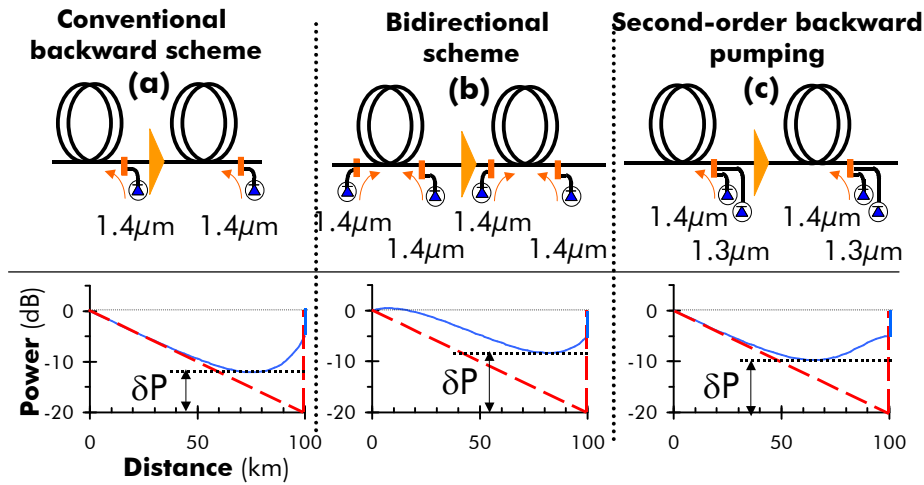 Conventional
backward scheme
(a)
1.4μm
1.4μm
Bidirectional
scheme
(b)
1.4μm
1.4μm
1.4μm
1.4μm
Second-order backward
pumping
(c)
1.4μm
1.3μm
1.4μm
1.3μm
Power (dB)
0
-10
-20
δP
0
50
100
Distance (km)
0
-10
-20
δP
0
50
100
0
-10
-20
δP
0
50
100